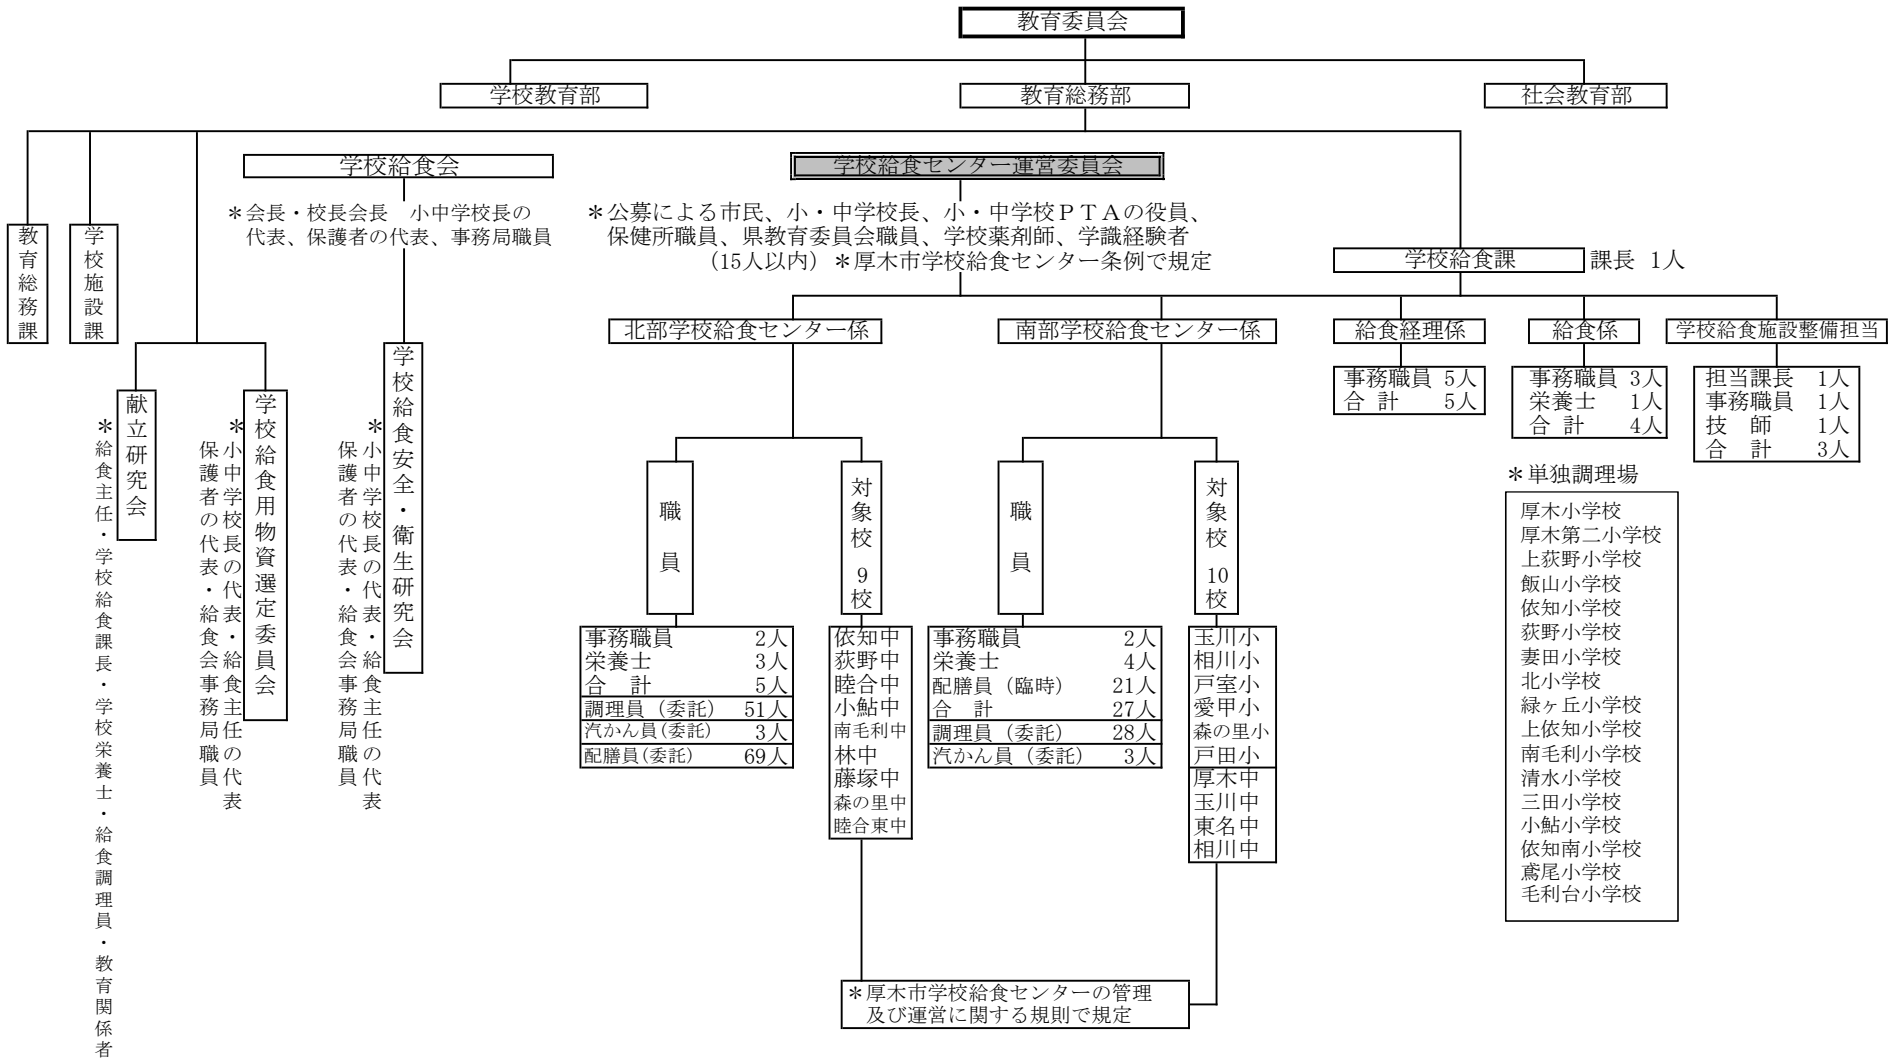 教育委員会
学校教育部
教育総務部
社会教育部
学校給食会
学校給食センター運営委員会
＊会長・校長会長　小中学校長の
代表、保護者の代表、事務局職員
＊公募による市民、小・中学校長、小・中学校ＰＴＡの役員、
保健所職員、県教育委員会職員、学校薬剤師、学識経験者
（15人以内）＊厚木市学校給食センター条例で規定
教育総務課
学校施設課
学校給食課
課長 1人
北部学校給食センター係
南部学校給食センター係
給食経理係
給食係
学校給食施設整備担当
献立研究会
＊給食主任・学校給食課長・学校栄養士・給食調理員・教育関係者
学校給食用物資選定委員会
＊小中学校長の代表・給食主任の代表
保護者の代表・給食会事務局職員
学校給食安全・衛生研究会
＊小中学校長の代表・給食主任の代表
保護者の代表・給食会事務局職員
事務職員 5人
合 計 5人
事務職員 3人
栄養士 1人
合 計 4人
担当課長 1人
事務職員 1人
技 師 1人
合 計 3人
職員
対象校 9校
職員
対象校 10校
事務職員 2人
栄養士 3人
合 計 5人
調理員（委託） 51人
汽かん員(委託) 3人
配膳員(委託) 69人
依知中
荻野中
睦合中
小鮎中
南毛利中
林中
藤塚中
森の里中
睦合東中
事務職員 2人
栄養士 4人
配膳員（臨時） 21人
合 計 27人
調理員（委託） 28人
汽かん員（委託） 3人
玉川小
相川小
戸室小
愛甲小
森の里小
戸田小
厚木中
玉川中
東名中
相川中
＊単独調理場
厚木小学校
厚木第二小学校
上荻野小学校
飯山小学校
依知小学校
荻野小学校
妻田小学校
北小学校
緑ヶ丘小学校
上依知小学校
南毛利小学校
清水小学校
三田小学校
小鮎小学校
依知南小学校
鳶尾小学校
毛利台小学校
＊厚木市学校給食センターの管理
及び運営に関する規則で規定